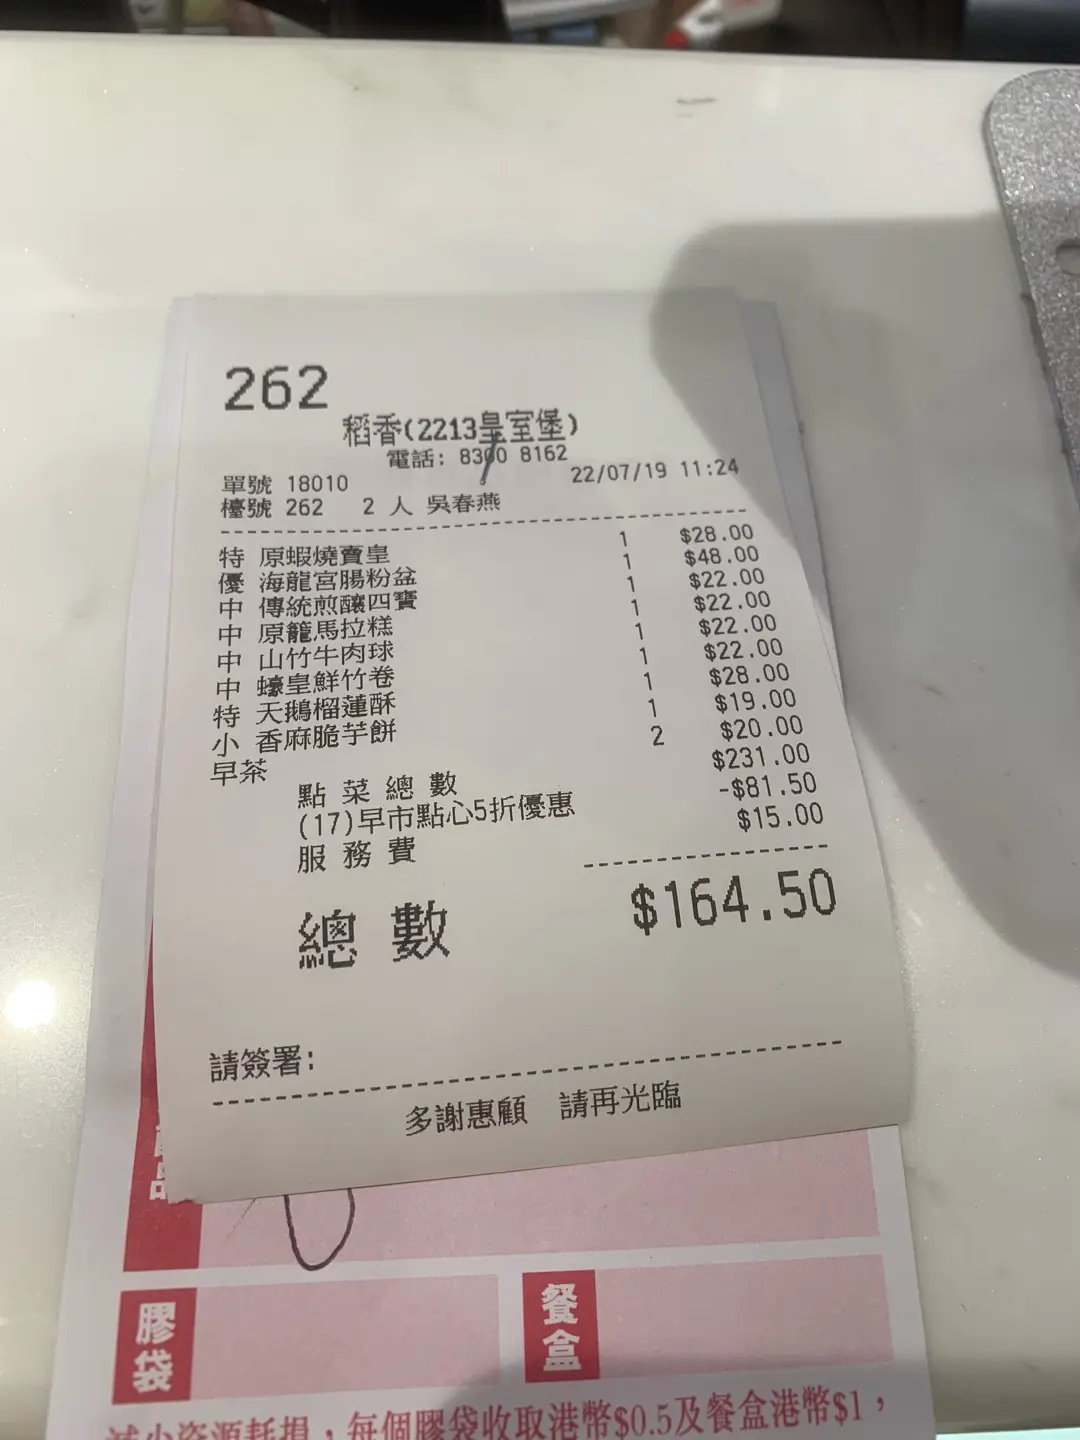 262
稻香(2213皇室堡)
電話: 8300 8162
單號 18010 22/07/19 11:24
檯號 262 2 人 吳春燕
特 原蝦燒賣皇 1 $28.00
優 海龍宮腸粉盆 1 $48.00
中 傳統煎釀四寶 1 $22.00
中 原籠馬拉糕 1 $22.00
中 山竹牛肉球 1 $22.00
中 蠔皇鮮竹卷 1 $22.00
特 天鵝榴蓮酥 1 $28.00
小 香麻脆芋餅 1 $19.00
早茶 2 $20.00
點 菜 總 數 $231.00
(17)早市點心5折優惠 -$81.50
服 務 費 $15.00
總 數 $164.50
請簽署:
多謝惠顧 請再光臨
品
膠袋
餐盒
減少資源耗損，每個膠袋收取港幣$0.5及餐盒港幣$1，